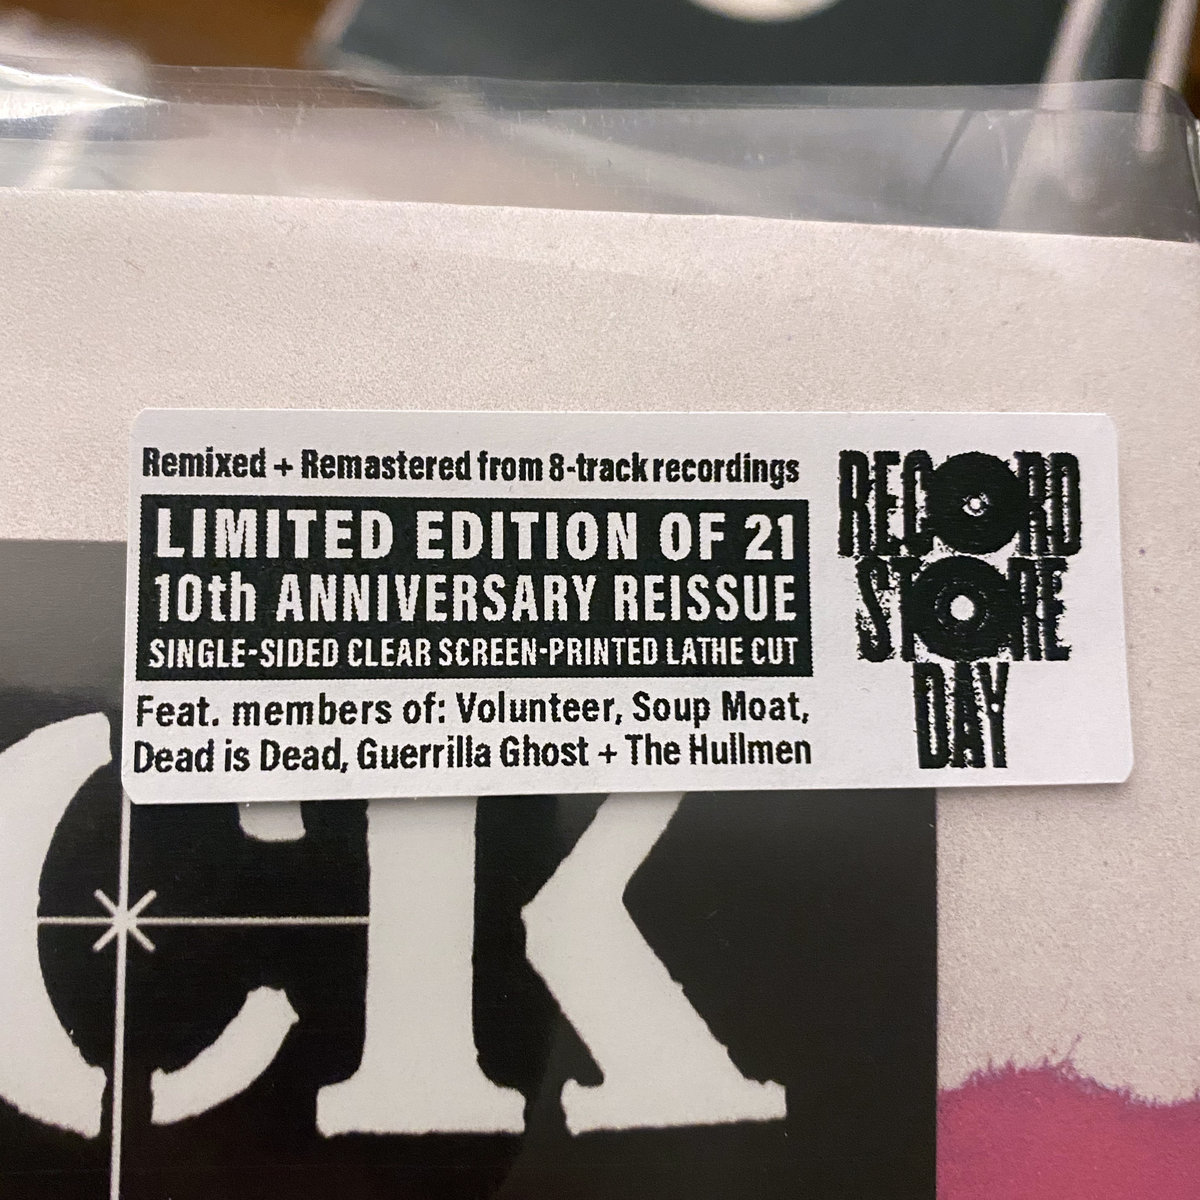 Remixed + Remastered from 8-track recordings
LIMITED EDITION OF 21
10th ANNIVERSARY REISSUE
SINGLE-SIDED CLEAR SCREEN-PRINTED LATHE CUT
Feat. members of: Volunteer, Soup Moat,
Dead is Dead, Guerrilla Ghost + The Hullmen
RECORD
STORE
DAY
CK